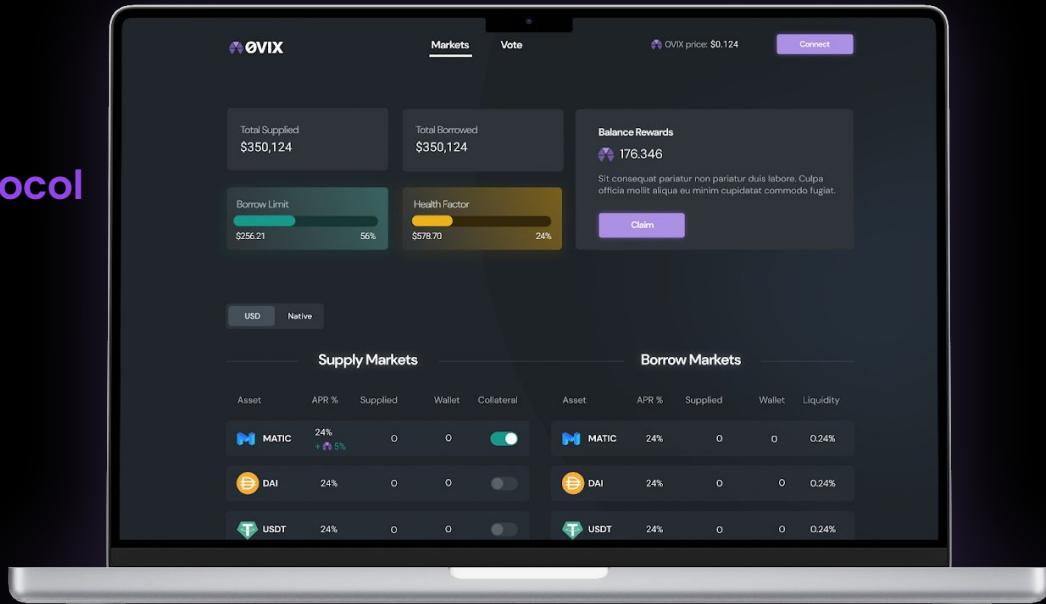 ocol
0VIX
Markets
Vote
0VIX price: $0.124
Connect
Total Supplied
$350,124
Total Borrowed
$350,124
Borrow Limit
$256.21
56%
Health Factor
$578.70
24%
Balance Rewards
176.346
Sit consequat pariatur non pariatur duis labore. Culpa
officia mollit aliqua eu minim cupidatat commodo fugiat.
Claim
USD
Native
Supply Markets
Asset APR % Supplied Wallet Collateral
MATIC 24% 0 0
+ 5%
DAI 24% 0 0
USDT 24% 0 0
Borrow Markets
Asset APR % Supplied Wallet Liquidity
MATIC 24% 0 0 0.24%
DAI 24% 0 0 0.24%
USDT 24% 0 0 0.24%